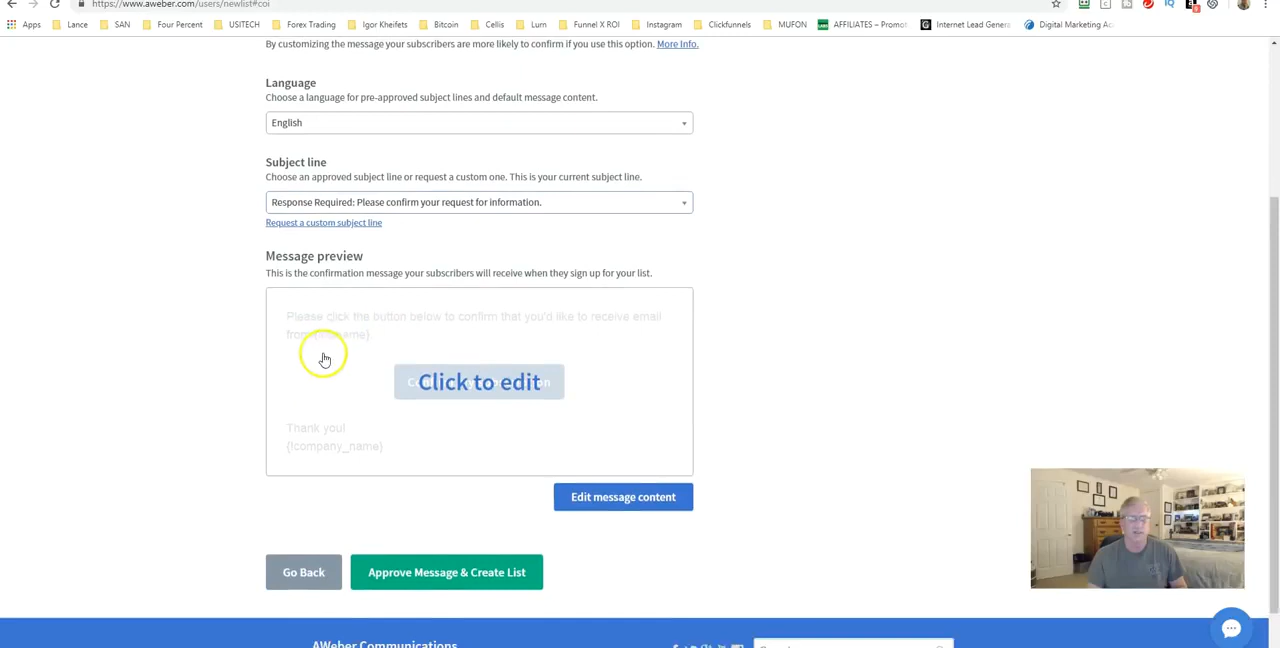 https://www.aweber.com/users/newlist#coi
Apps Lance SAN Four Percent USITECH Forex Trading Igor Kheifets Bitcoin Cellis Lurn Funnel X ROI Instagram Clickfunnels MUFON AFFILIATES – Promot Internet Lead Genera Digital Marketing Ac
By customizing the message your subscribers are more likely to confirm if you use this option. More Info.
Language
Choose a language for pre-approved subject lines and default message content.
English
Subject line
Choose an approved subject line or request a custom one. This is your current subject line.
Response Required: Please confirm your request for information.
Request a custom subject line
Message preview
This is the confirmation message your subscribers will receive when they sign up for your list.
Please click the button below to confirm that you'd like to receive email
from
Click to edit
Thank you!
{!company_name}
Edit message content
Go Back
Approve Message & Create List
AWeber Communications